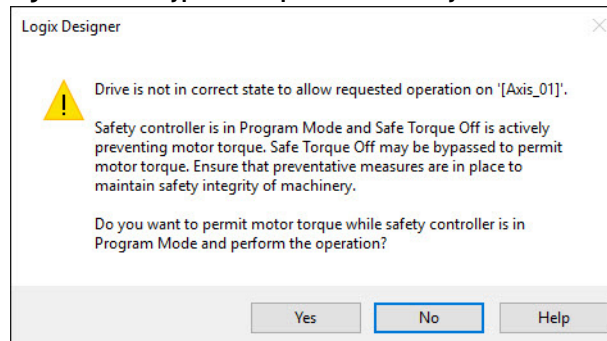 Logix Designer
Drive is not in correct state to allow requested operation on '[Axis_01]'.
Safety controller is in Program Mode and Safe Torque Off is actively
preventing motor torque. Safe Torque Off may be bypassed to permit
motor torque. Ensure that preventative measures are in place to
maintain safety integrity of machinery.
Do you want to permit motor torque while safety controller is in
Program Mode and perform the operation?
Yes No Help